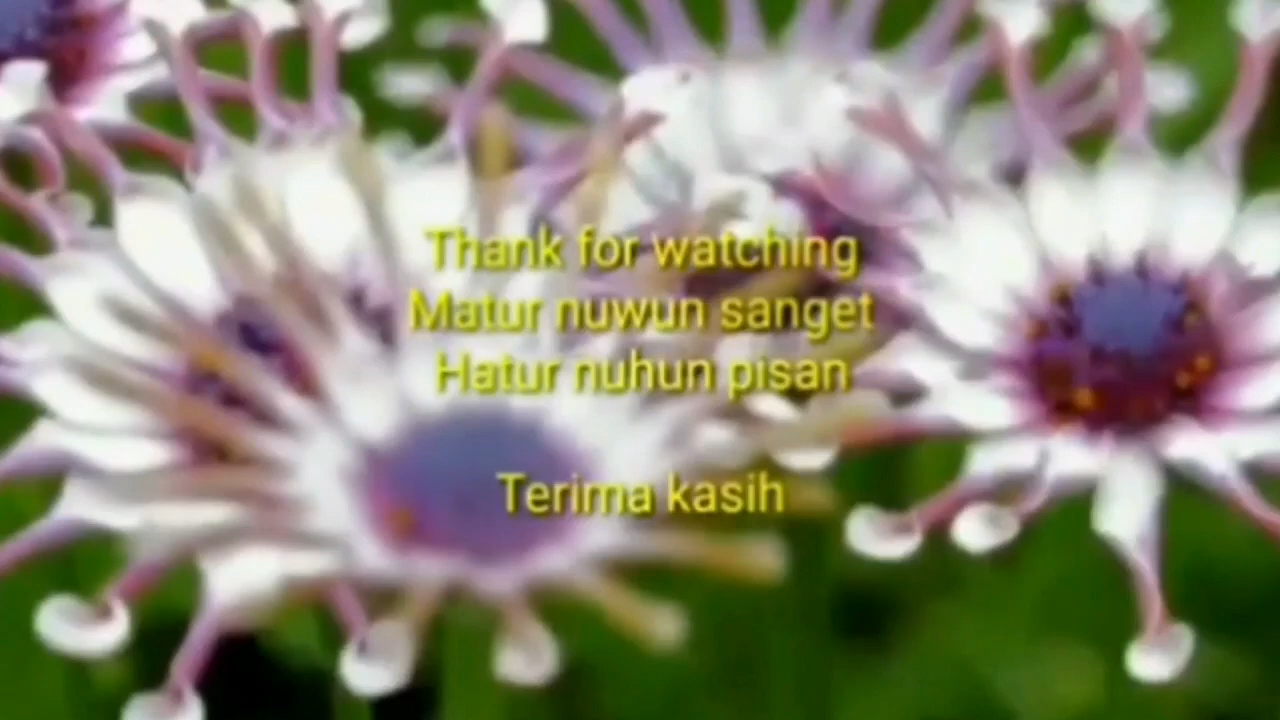 Thank for watching
Matur nuwun sanget
Hatur nuhun pisan
Terima kasih